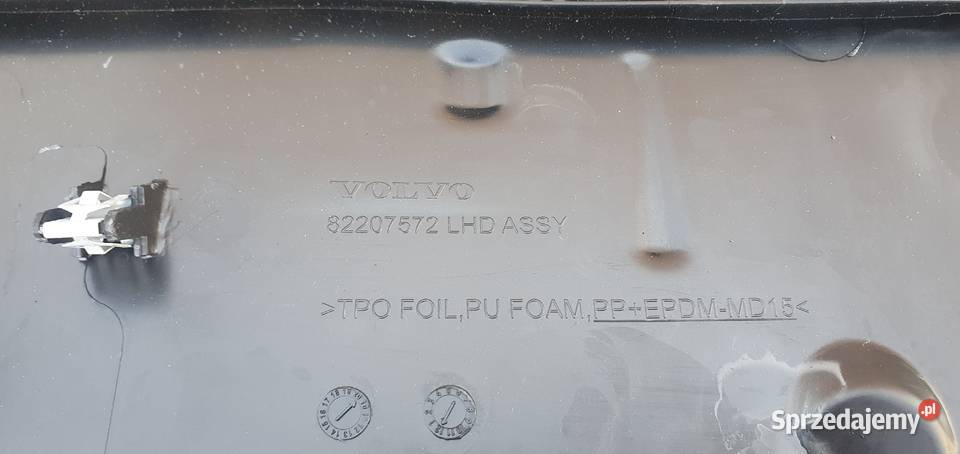 VOLVO
82207572 LHD ASSY
>TPO FOIL,PU FOAM,PP+EPDM-MD15<
Sprzedajemy.pl